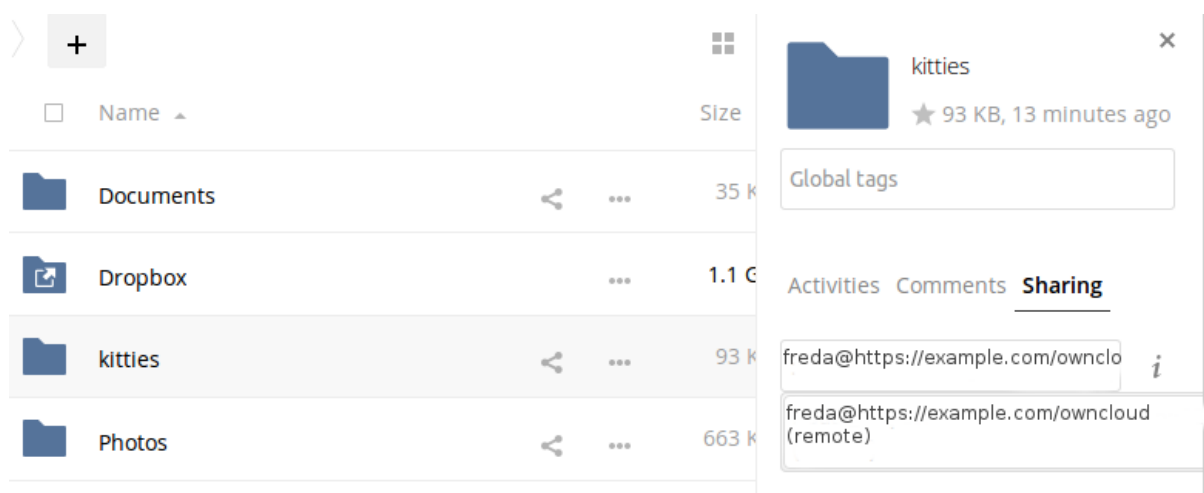 +
Name Size
Documents 35 K
Dropbox 1.1 G
kitties 93 K
Photos 663 K
kitties
93 KB, 13 minutes ago
Global tags
Activities Comments Sharing
freda@https://example.com/ownclo
i
freda@https://example.com/owncloud
(remote)